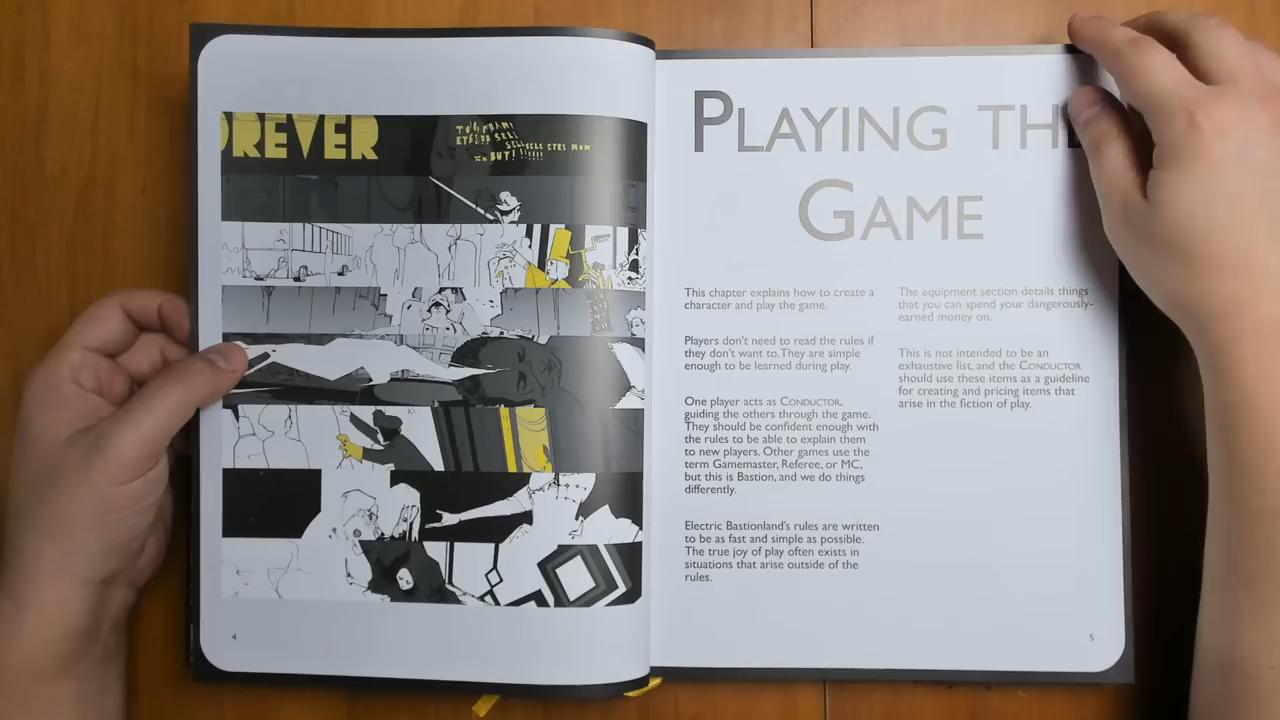 OREVER
SELL
BUY!!!!!!
4
PLAYING TH
GAME
This chapter explains how to create a
character and play the game.
Players don't need to read the rules if
they don't want to. They are simple
enough to be learned during play.
One player acts as CONDUCTOR,
guiding the others through the game.
They should be confident enough with
the rules to be able to explain them
to new players. Other games use the
term Gamemaster, Referee, or MC,
but this is Bastion, and we do things
differently.
Electric Bastionland's rules are written
to be as fast and simple as possible.
The true joy of play often exists in
situations that arise outside of the
rules.
The equipment section details things
that you can spend your dangerously-
earned money on.
This is not intended to be an
exhaustive list, and the CONDUCTOR
should use these items as a guideline
for creating and pricing items that
arise in the fiction of play.
5